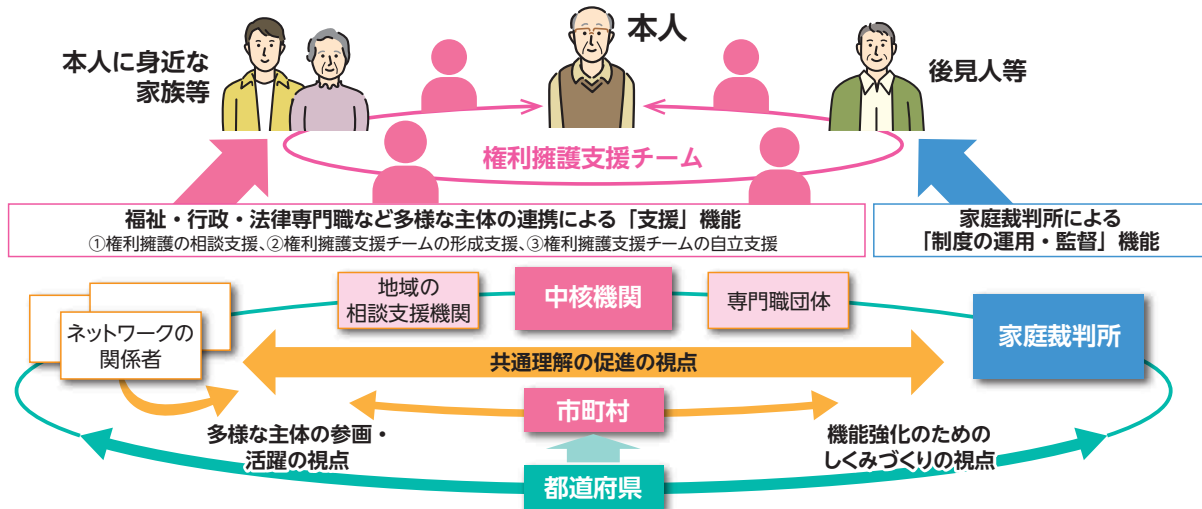 本人に身近な
家族等
本人
後見人等
権利擁護支援チーム
福祉・行政・法律専門職など多様な主体の連携による「支援」機能
①権利擁護の相談支援、②権利擁護支援チームの形成支援、③権利擁護支援チームの自立支援
家庭裁判所による
「制度の運用・監督」機能
ネットワークの
関係者
地域の
相談支援機関
中核機関
専門職団体
家庭裁判所
共通理解の促進の視点
市町村
多様な主体の参画・
活躍の視点
機能強化のための
しくみづくりの視点
都道府県